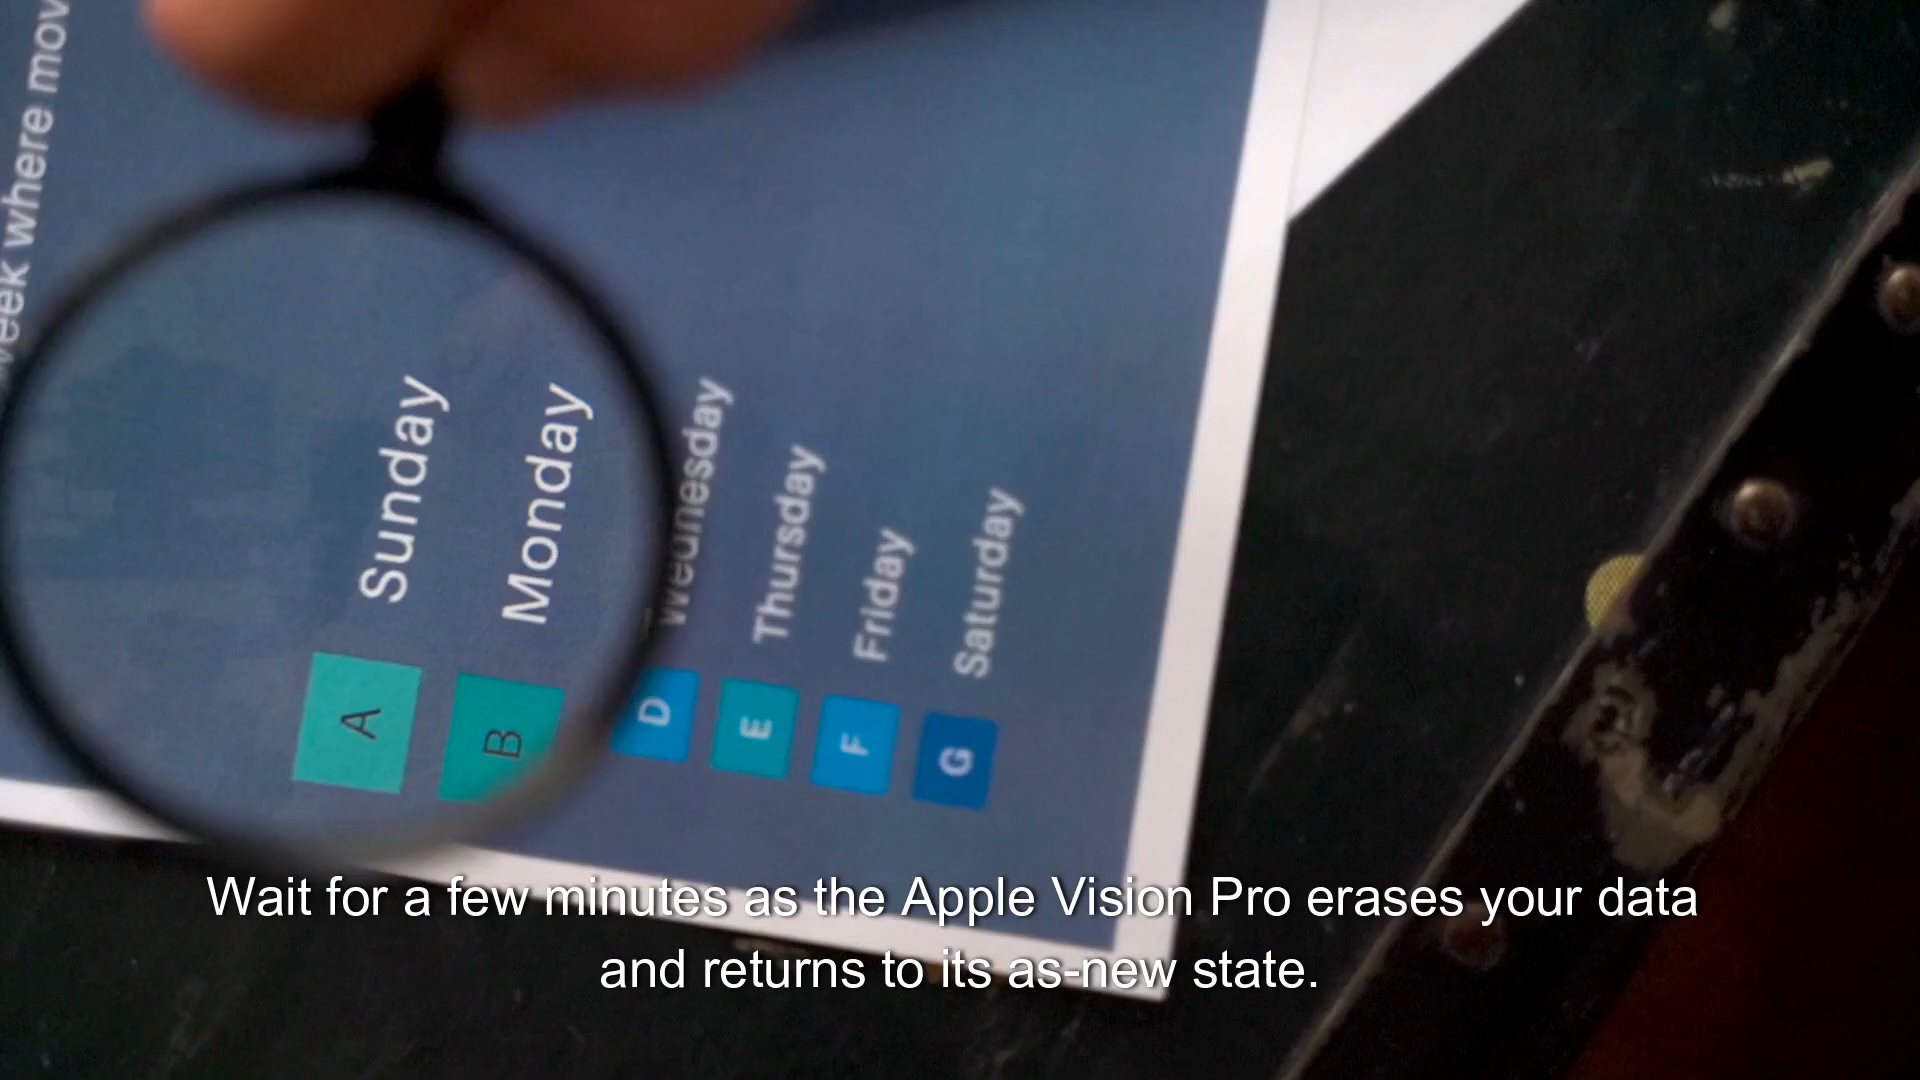 week where mov
A Sunday
B Monday
D Wednesday
E Thursday
F Friday
G Saturday
Wait for a few minutes as the Apple Vision Pro erases your data
and returns to its as-new state.